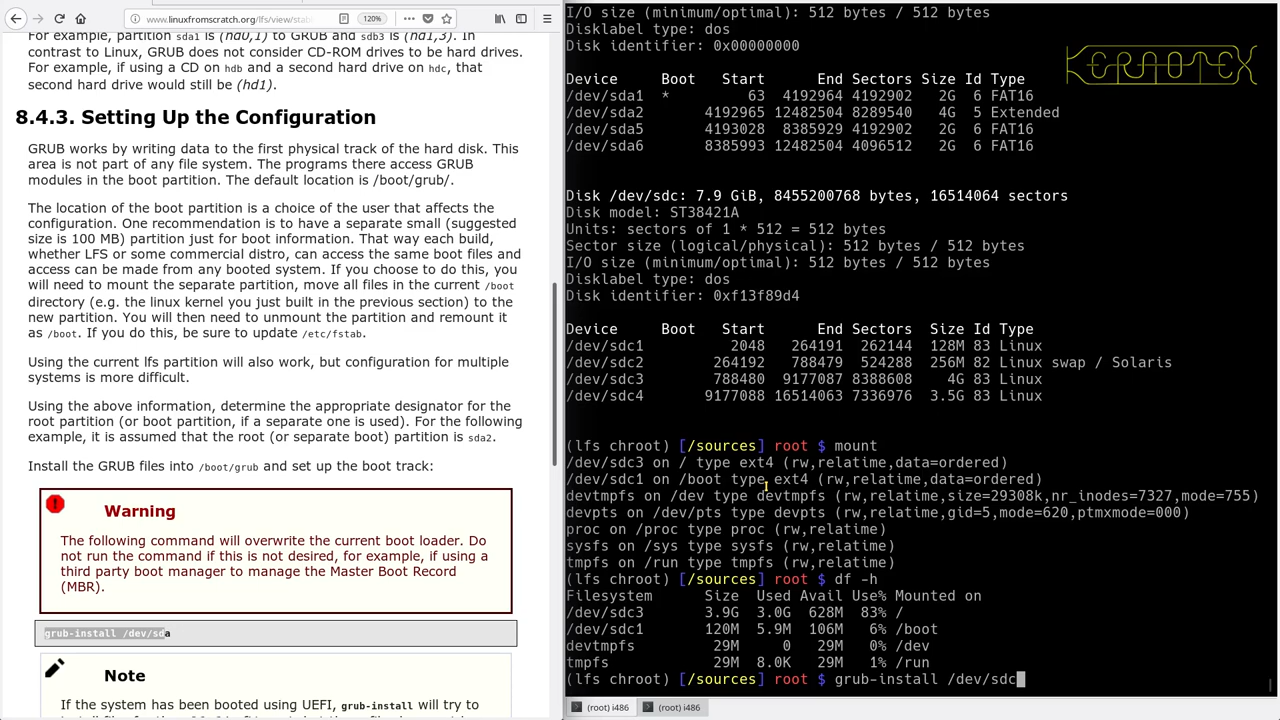 www.linuxfromscratch.org/lfs/view/stab
120%
For example, partition sda1 is (hd0,1) to GRUB and sdb3 is (hd1,3). In
contrast to Linux, GRUB does not consider CD-ROM drives to be hard drives.
For example, if using a CD on hdb and a second hard drive on hdc, that
second hard drive would still be (hd1).
8.4.3. Setting Up the Configuration
GRUB works by writing data to the first physical track of the hard disk. This
area is not part of any file system. The programs there access GRUB
modules in the boot partition. The default location is /boot/grub/.
The location of the boot partition is a choice of the user that affects the
configuration. One recommendation is to have a separate small (suggested
size is 100 MB) partition just for boot information. That way each build,
whether LFS or some commercial distro, can access the same boot files and
access can be made from any booted system. If you choose to do this, you
will need to mount the separate partition, move all files in the current /boot
directory (e.g. the linux kernel you just built in the previous section) to the
new partition. You will then need to unmount the partition and remount it
as /boot. If you do this, be sure to update /etc/fstab.
Using the current lfs partition will also work, but configuration for multiple
systems is more difficult.
Using the above information, determine the appropriate designator for the
root partition (or boot partition, if a separate one is used). For the following
example, it is assumed that the root (or separate boot) partition is sda2.
Install the GRUB files into /boot/grub and set up the boot track:
Warning
The following command will overwrite the current boot loader. Do
not run the command if this is not desired, for example, if using a
third party boot manager to manage the Master Boot Record
(MBR).
grub-install /dev/sda
Note
If the system has been booted using UEFI, grub-install will try to
I/O size (minimum/optimal): 512 bytes / 512 bytes
Disklabel type: dos
Disk identifier: 0x00000000
KERNOTEX
Device Boot Start End Sectors Size Id Type
/dev/sda1 * 63 4192964 4192902 2G 6 FAT16
/dev/sda2 4192965 12482504 8289540 4G 5 Extended
/dev/sda5 4193028 8385929 4192902 2G 6 FAT16
/dev/sda6 8385993 12482504 4096512 2G 6 FAT16
Disk /dev/sdc: 7.9 GiB, 8455200768 bytes, 16514064 sectors
Disk model: ST38421A
Units: sectors of 1 * 512 = 512 bytes
Sector size (logical/physical): 512 bytes / 512 bytes
I/O size (minimum/optimal): 512 bytes / 512 bytes
Disklabel type: dos
Disk identifier: 0xf13f89d4
Device Boot Start End Sectors Size Id Type
/dev/sdc1 2048 264191 262144 128M 83 Linux
/dev/sdc2 264192 788479 524288 256M 82 Linux swap / Solaris
/dev/sdc3 788480 9177087 8388608 4G 83 Linux
/dev/sdc4 9177088 16514063 7336976 3.5G 83 Linux
(lfs chroot) [/sources] root $ mount
/dev/sdc3 on / type ext4 (rw,relatime,data=ordered)
/dev/sdc1 on /boot type ext4 (rw,relatime,data=ordered)
devtmpfs on /dev type devtmpfs (rw,relatime,size=29308k,nr_inodes=7327,mode=755)
devpts on /dev/pts type devpts (rw,relatime,gid=5,mode=620,ptmxmode=000)
proc on /proc type proc (rw,relatime)
sysfs on /sys type sysfs (rw,relatime)
tmpfs on /run type tmpfs (rw,relatime)
(lfs chroot) [/sources] root $ df -h
Filesystem Size Used Avail Use% Mounted on
/dev/sdc3 3.9G 3.0G 628M 83% /
/dev/sdc1 120M 5.9M 106M 6% /boot
devtmpfs 29M 0 29M 0% /dev
tmpfs 29M 8.0K 29M 1% /run
(lfs chroot) [/sources] root $ grub-install /dev/sdc
(root) i486
(root) i486